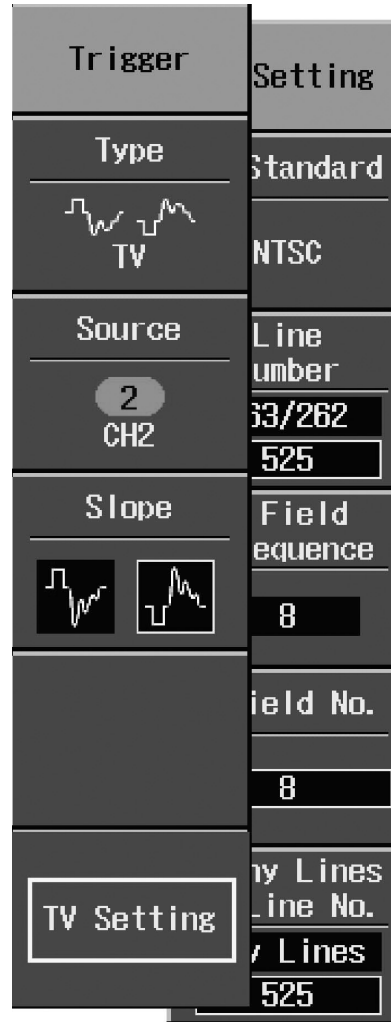 Trigger
Type
TV
Source
2
CH2
Slope
TV Setting
Setting
Standard
NTSC
Line
umber
63/262
525
Field
equence
8
ield No.
8
ny Lines
Line No.
y Lines
525